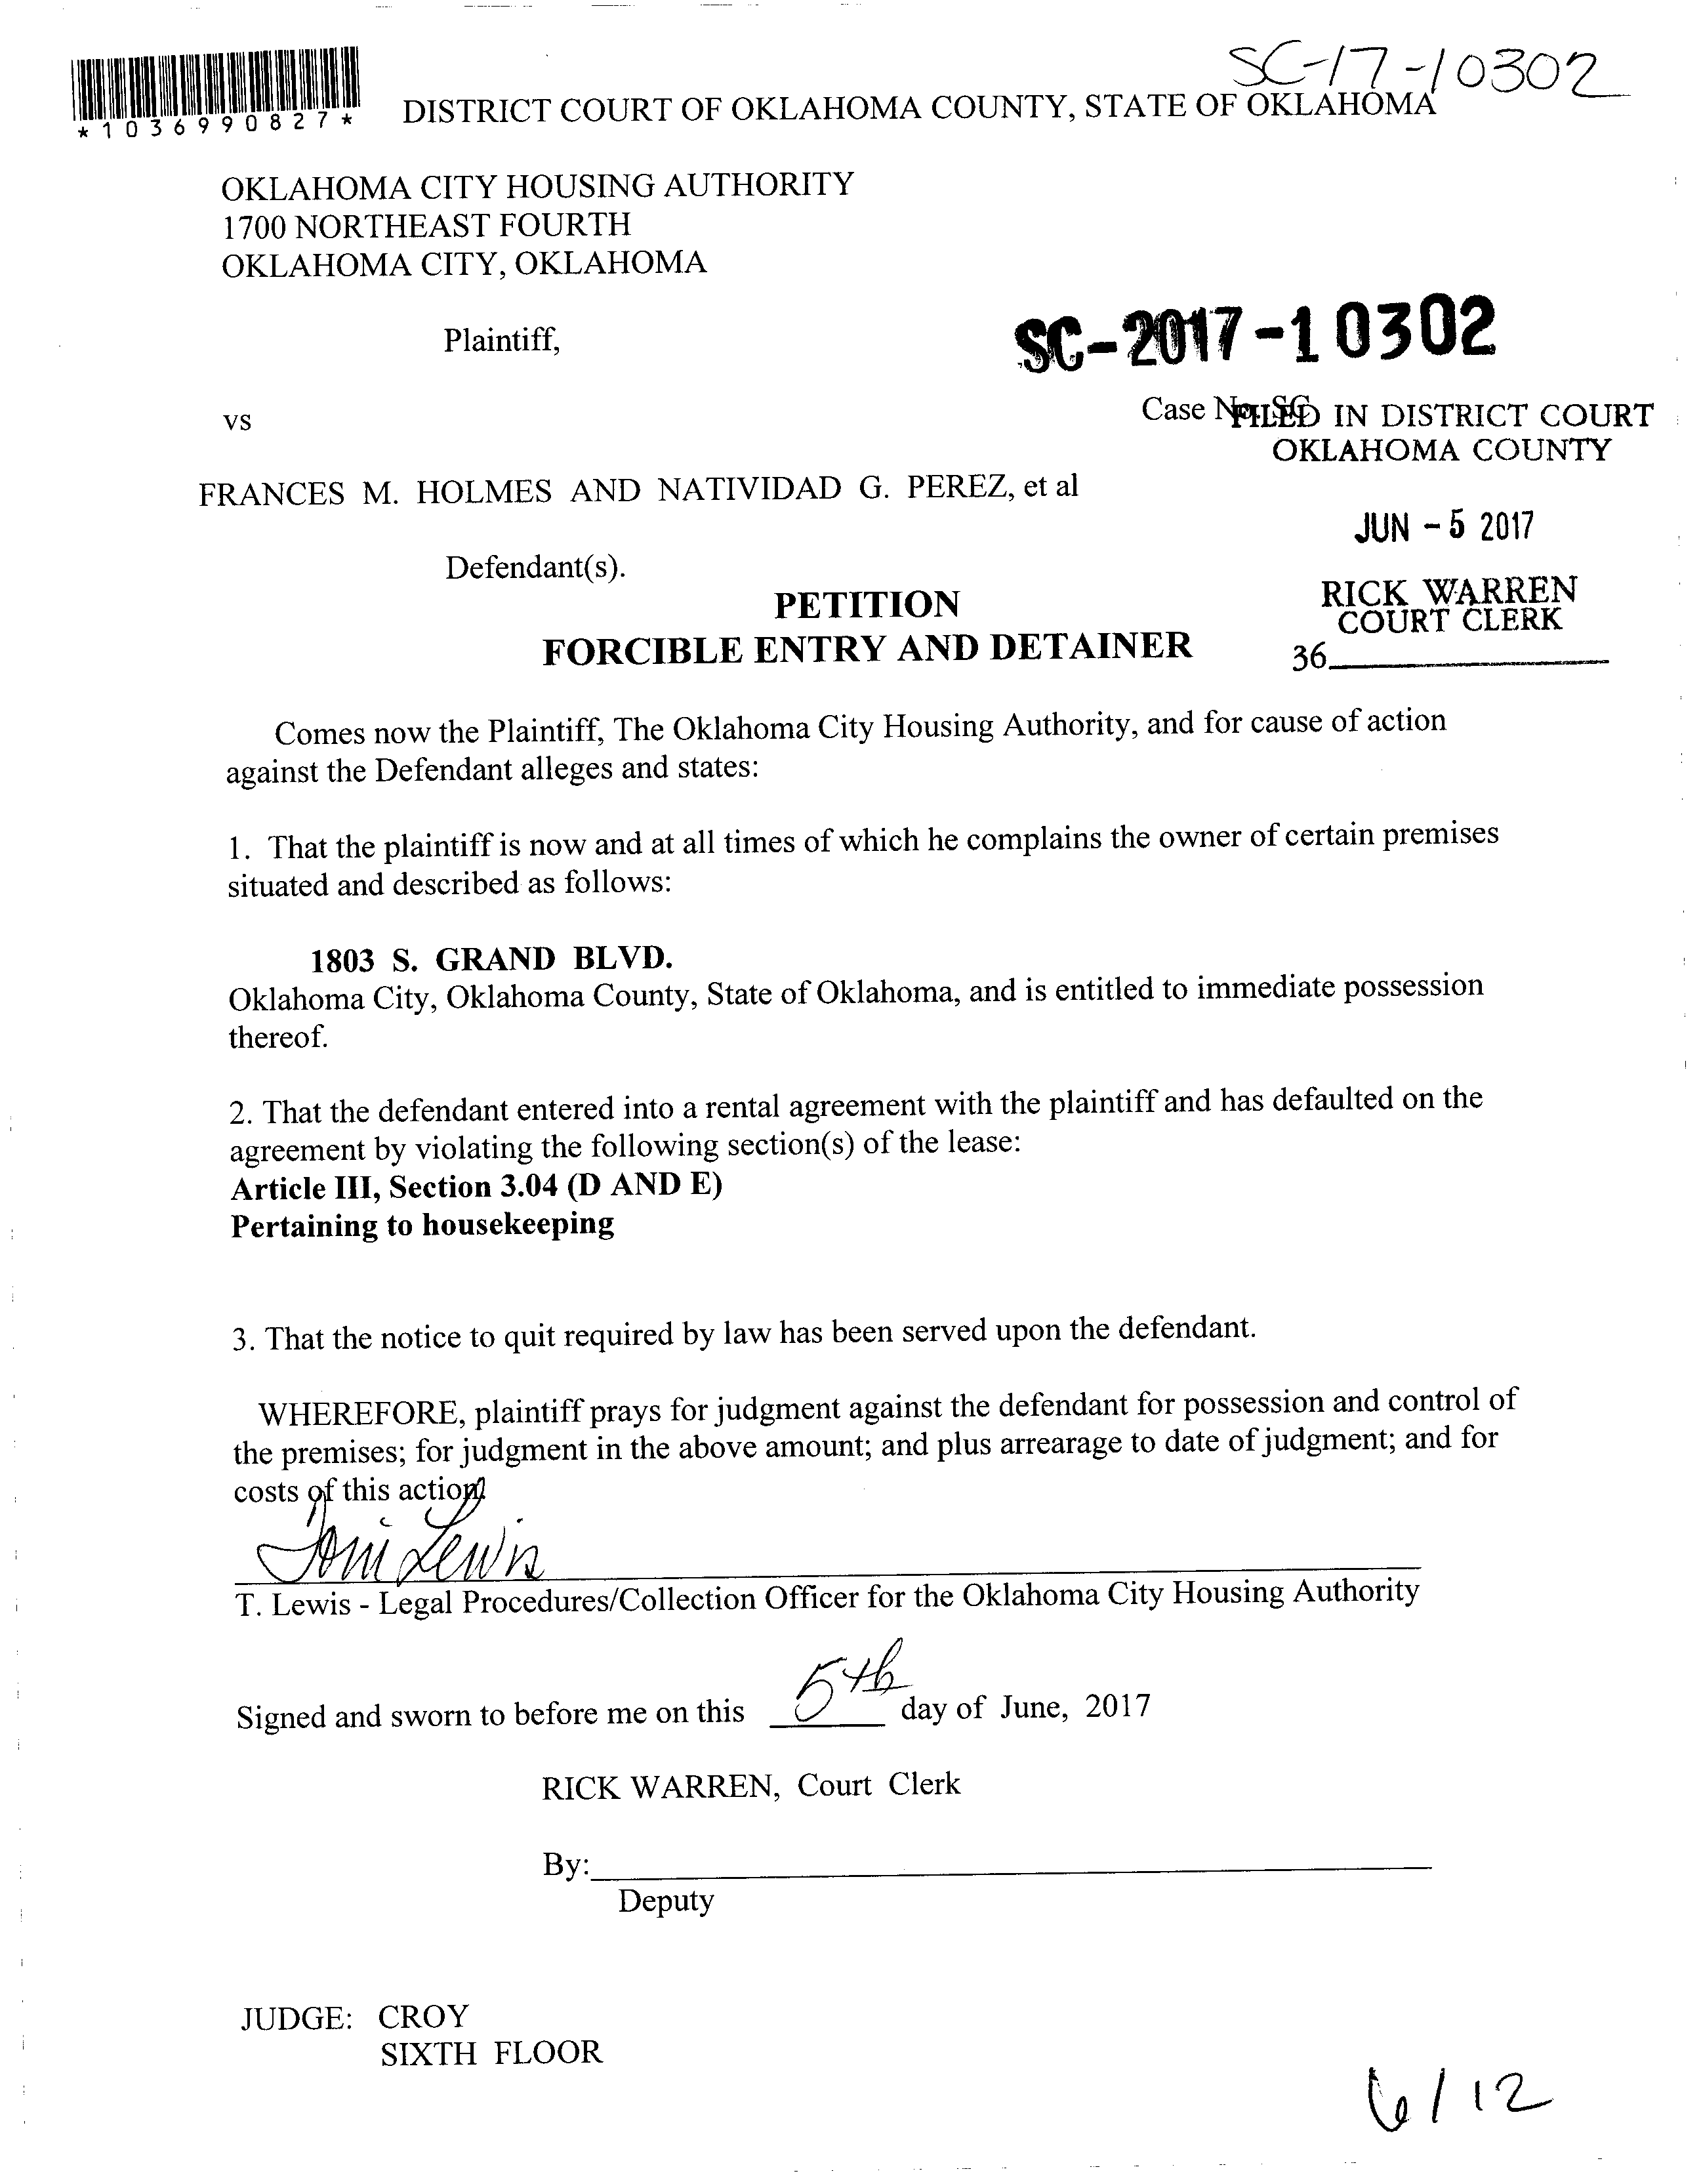 SC-17-10302
*1036990827*
DISTRICT COURT OF OKLAHOMA COUNTY, STATE OF OKLAHOMA
OKLAHOMA CITY HOUSING AUTHORITY
1700 NORTHEAST FOURTH
OKLAHOMA CITY, OKLAHOMA
Plaintiff,
SC-2017-10302
vs
Case No. SC
FILED IN DISTRICT COURT
OKLAHOMA COUNTY
FRANCES M. HOLMES AND NATIVIDAD G. PEREZ, et al
JUN - 5 2017
Defendant(s).
RICK WARREN
COURT CLERK
36
PETITION
FORCIBLE ENTRY AND DETAINER
Comes now the Plaintiff, The Oklahoma City Housing Authority, and for cause of action
against the Defendant alleges and states:
1. That the plaintiff is now and at all times of which he complains the owner of certain premises
situated and described as follows:
1803 S. GRAND BLVD.
Oklahoma City, Oklahoma County, State of Oklahoma, and is entitled to immediate possession
thereof.
2. That the defendant entered into a rental agreement with the plaintiff and has defaulted on the
agreement by violating the following section(s) of the lease:
Article III, Section 3.04 (D AND E)
Pertaining to housekeeping
3. That the notice to quit required by law has been served upon the defendant.
WHEREFORE, plaintiff prays for judgment against the defendant for possession and control of
the premises; for judgment in the above amount; and plus arrearage to date of judgment; and for
costs of this action.
Toni Lewis
T. Lewis - Legal Procedures/Collection Officer for the Oklahoma City Housing Authority
Signed and sworn to before me on this 5th day of June, 2017
RICK WARREN, Court Clerk
By:
Deputy
JUDGE: CROY
SIXTH FLOOR
6/12